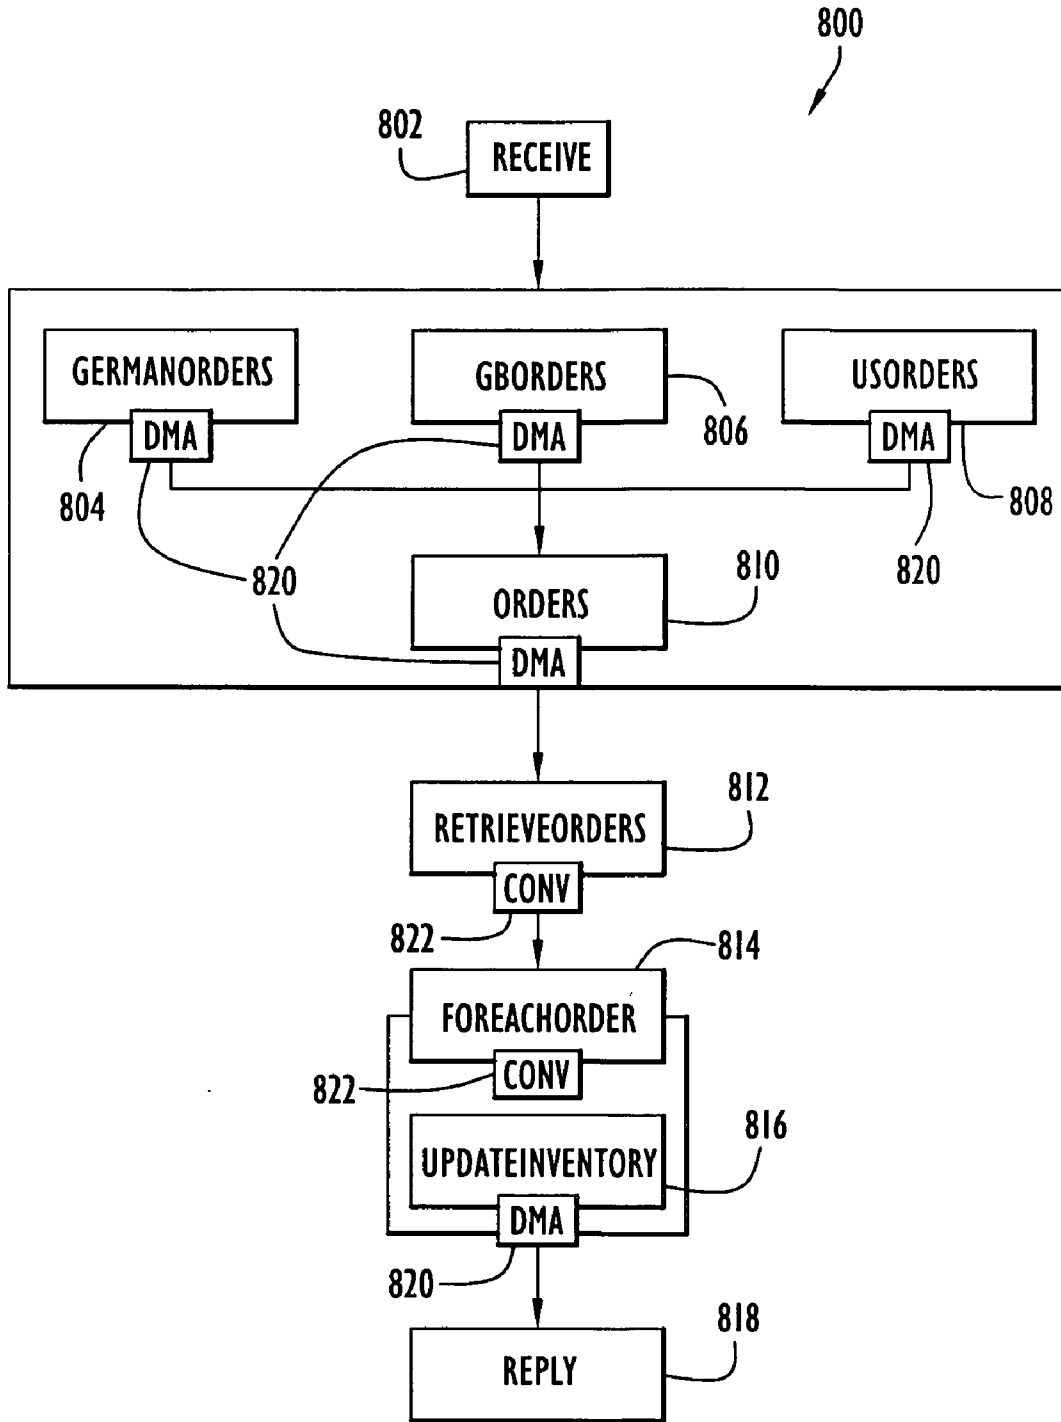 800
802
RECEIVE
GERMANORDERS
GBORDERS
USORDERS
DMA
DMA
DMA
804
806
808
820
820
810
ORDERS
DMA
812
RETRIEVEORDERS
CONV
822
814
FOREACHORDER
CONV
822
816
UPDATEINVENTORY
DMA
820
818
REPLY